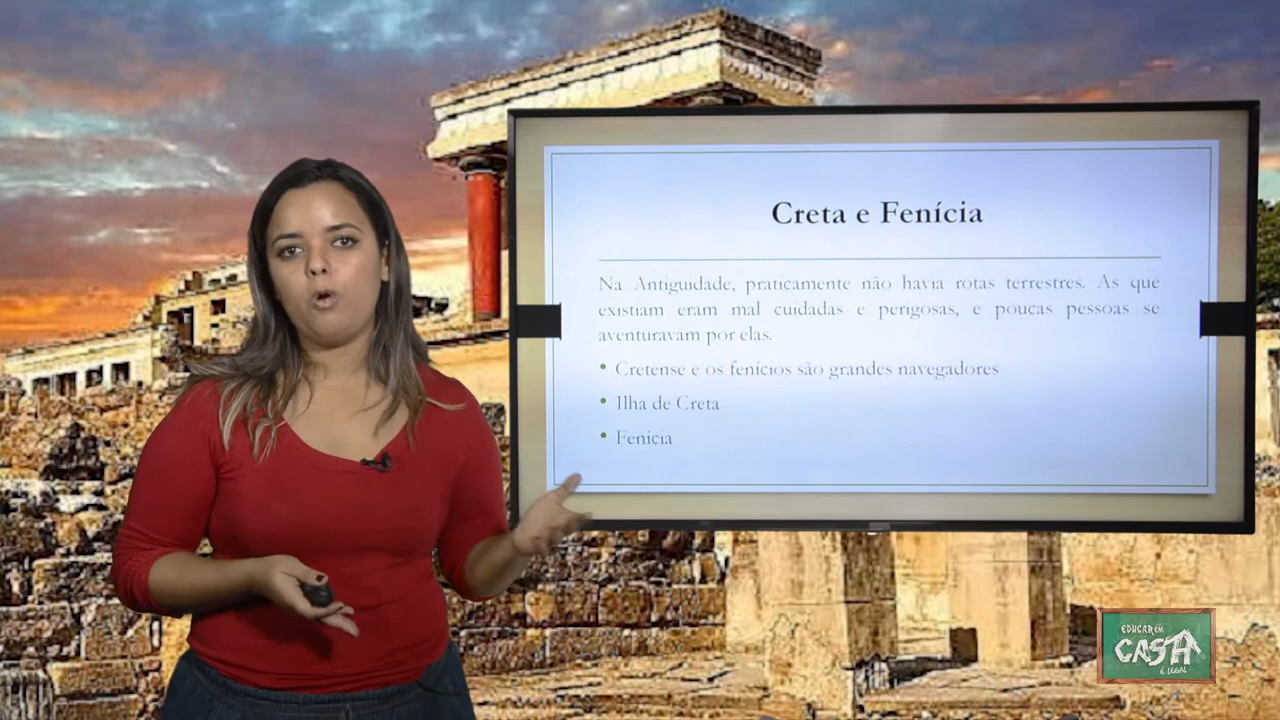 Creta e Fenícia
Na Antiguidade, praticamente não havia rotas terrestres. As que
existiam eram mal cuidadas e perigosas, e poucas pessoas se
aventuravam por elas.
• Cretense e os fenícios são grandes navegadores
• Ilha de Creta
• Fenícia
EDUCAR EM
CASA
É LEGAL